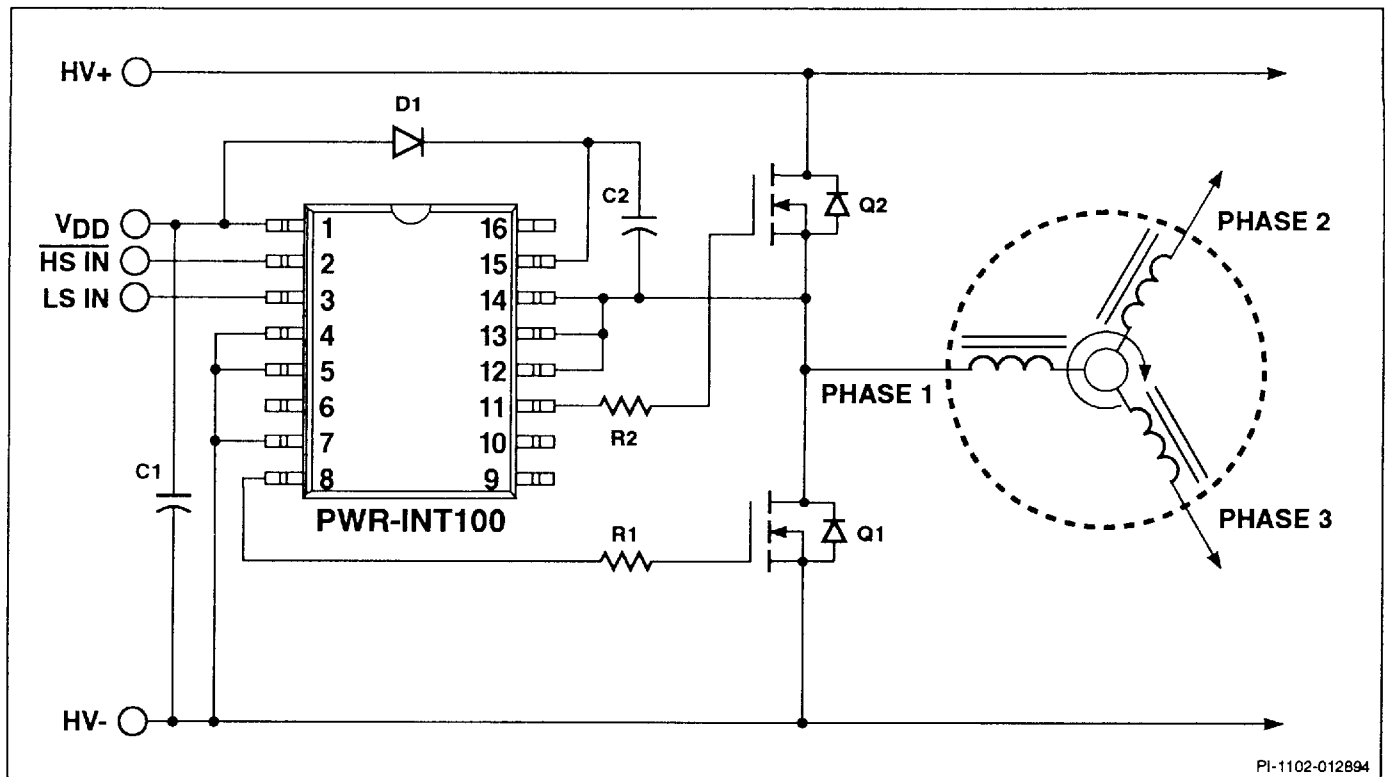 HV+
D1
C2
Q2
VDD
HS IN
LS IN
1
2
3
4
5
6
7
8
16
15
14
13
12
11
10
9
PHASE 2
PHASE 1
R2
C1
PWR-INT100
R1
Q1
PHASE 3
HV-
PI-1102-012894